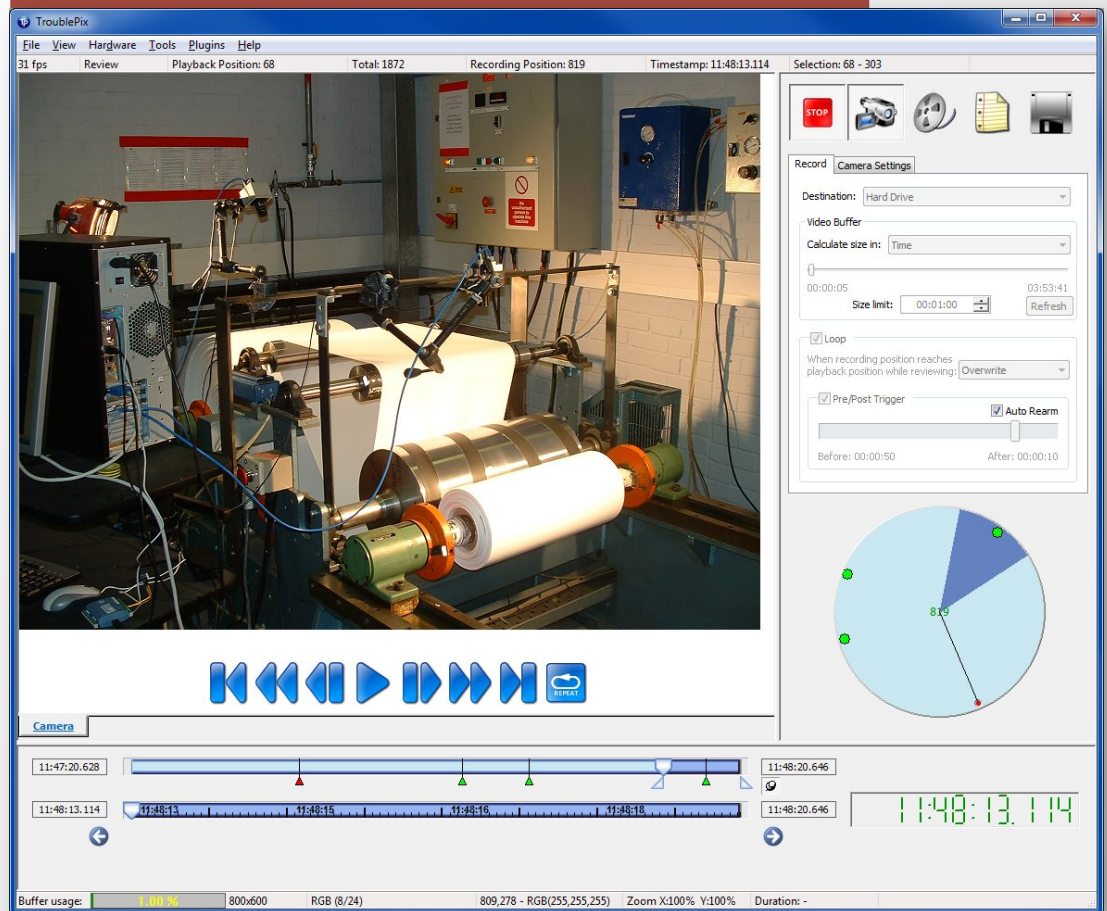 TroublePix
File View Hardware Tools Plugins Help
31 fps Review Playback Position: 68 Total: 1872 Recording Position: 819 Timestamp: 11:48:13.114 Selection: 68 - 303
STOP
Record Camera Settings
Destination: Hard Drive
Video Buffer
Calculate size in: Time
00:00:05 03:53:41
Size limit: 00:01:00 Refresh
Loop
When recording position reaches
playback position while reviewing: Overwrite
Pre/Post Trigger
Auto Rearm
Before: 00:00:50 After: 00:00:10
819
REPEAT
Camera
11:47:20.628 11:48:20.646
11:48:13.114 11:48:13 11:48:15 11:48:16 11:48:18 11:48:20.646
11:48:13.114
Buffer usage: 1.00 % 800x600 RGB (8/24) 809,278 - RGB(255,255,255) Zoom X:100% Y:100% Duration: -